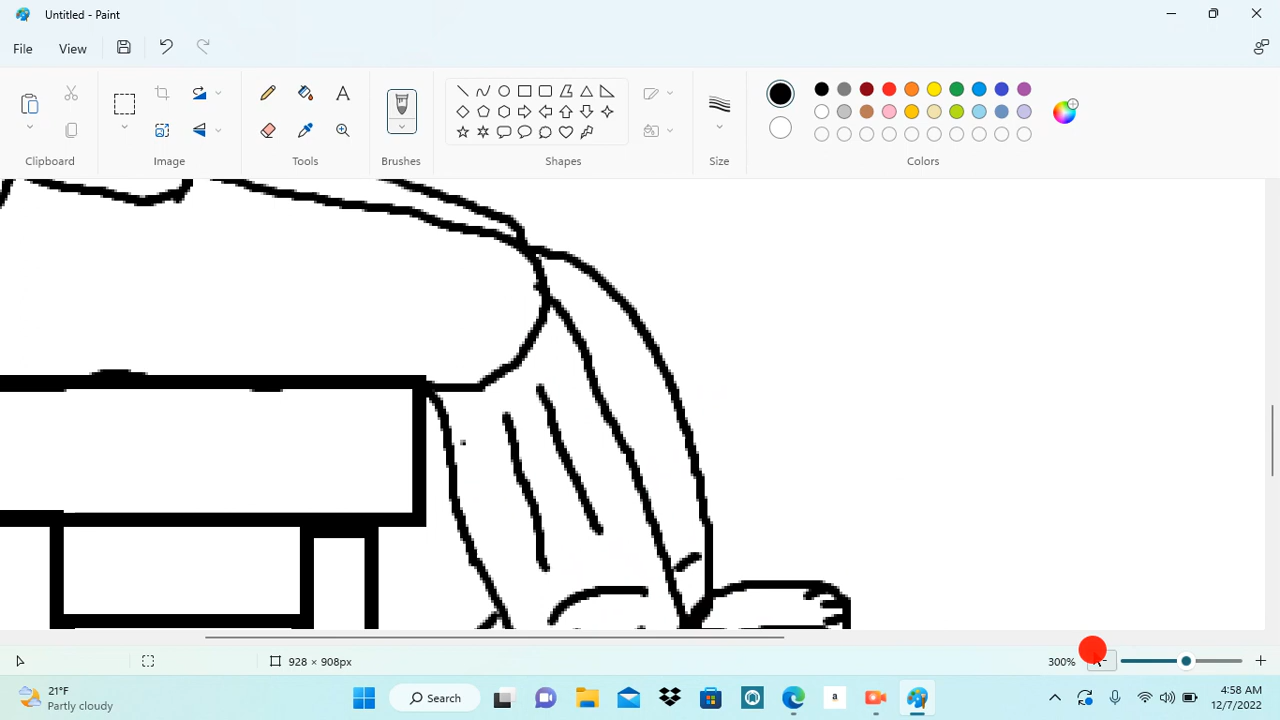 Untitled - Paint
File View
Clipboard Image Tools Brushes Shapes Size Colors
928 × 908px 300%
21°F
Partly cloudy
Search
a
4:58 AM
12/7/2022